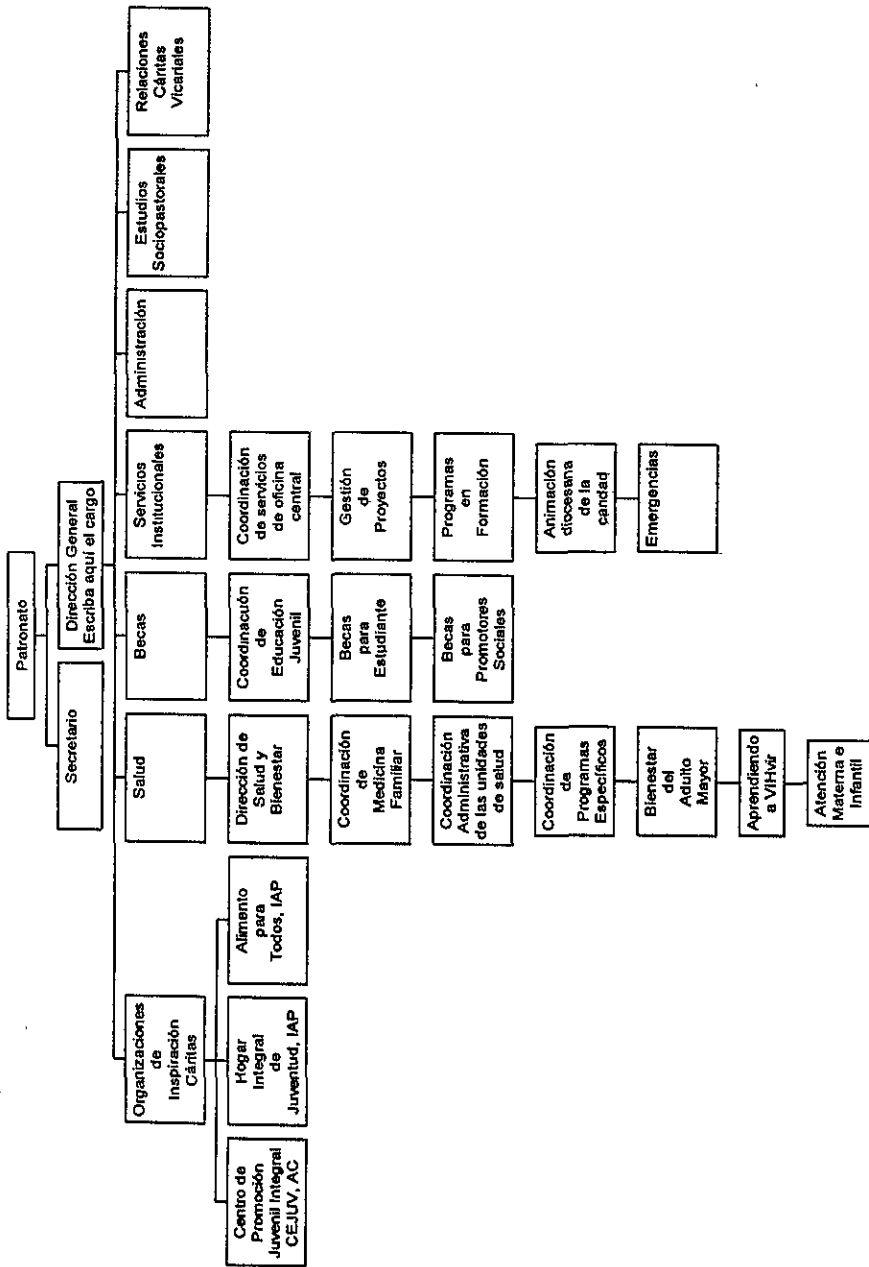 Patronato
Secretario
Dirección General
Escriba aquí el cargo
Organizaciones
de
Inspiración
Cáritas
Salud
Becas
Servicios
Institucionales
Administración
Estudios
Sociopastorales
Relaciones
Cáritas
Vicariales
Centro de
Promoción
Juvenil Integral
CEJUV, AC
Hogar
Integral
de
Juventud, IAP
Alimento
para
Todos, IAP
Dirección de
Salud y
Bienestar
Coordinación
de
Medicina
Familiar
Coordinación
Administrativa
de las unidades
de salud
Coordinación
de
Programas
Específicos
Bienestar
del
Aduito
Mayor
Aprendiendo
a VIHvir
Atención
Materna e
Infantil
Coordinacuón
de
Educación
Juvenil
Becas
para
Estudiante
Becas
para
Promotores
Sociales
Coordinación
de servicios
de oficina
central
Gestión
de
Proyectos
Programas
en
Formación
Animación
diocesana
de la
caridad
Emergencias